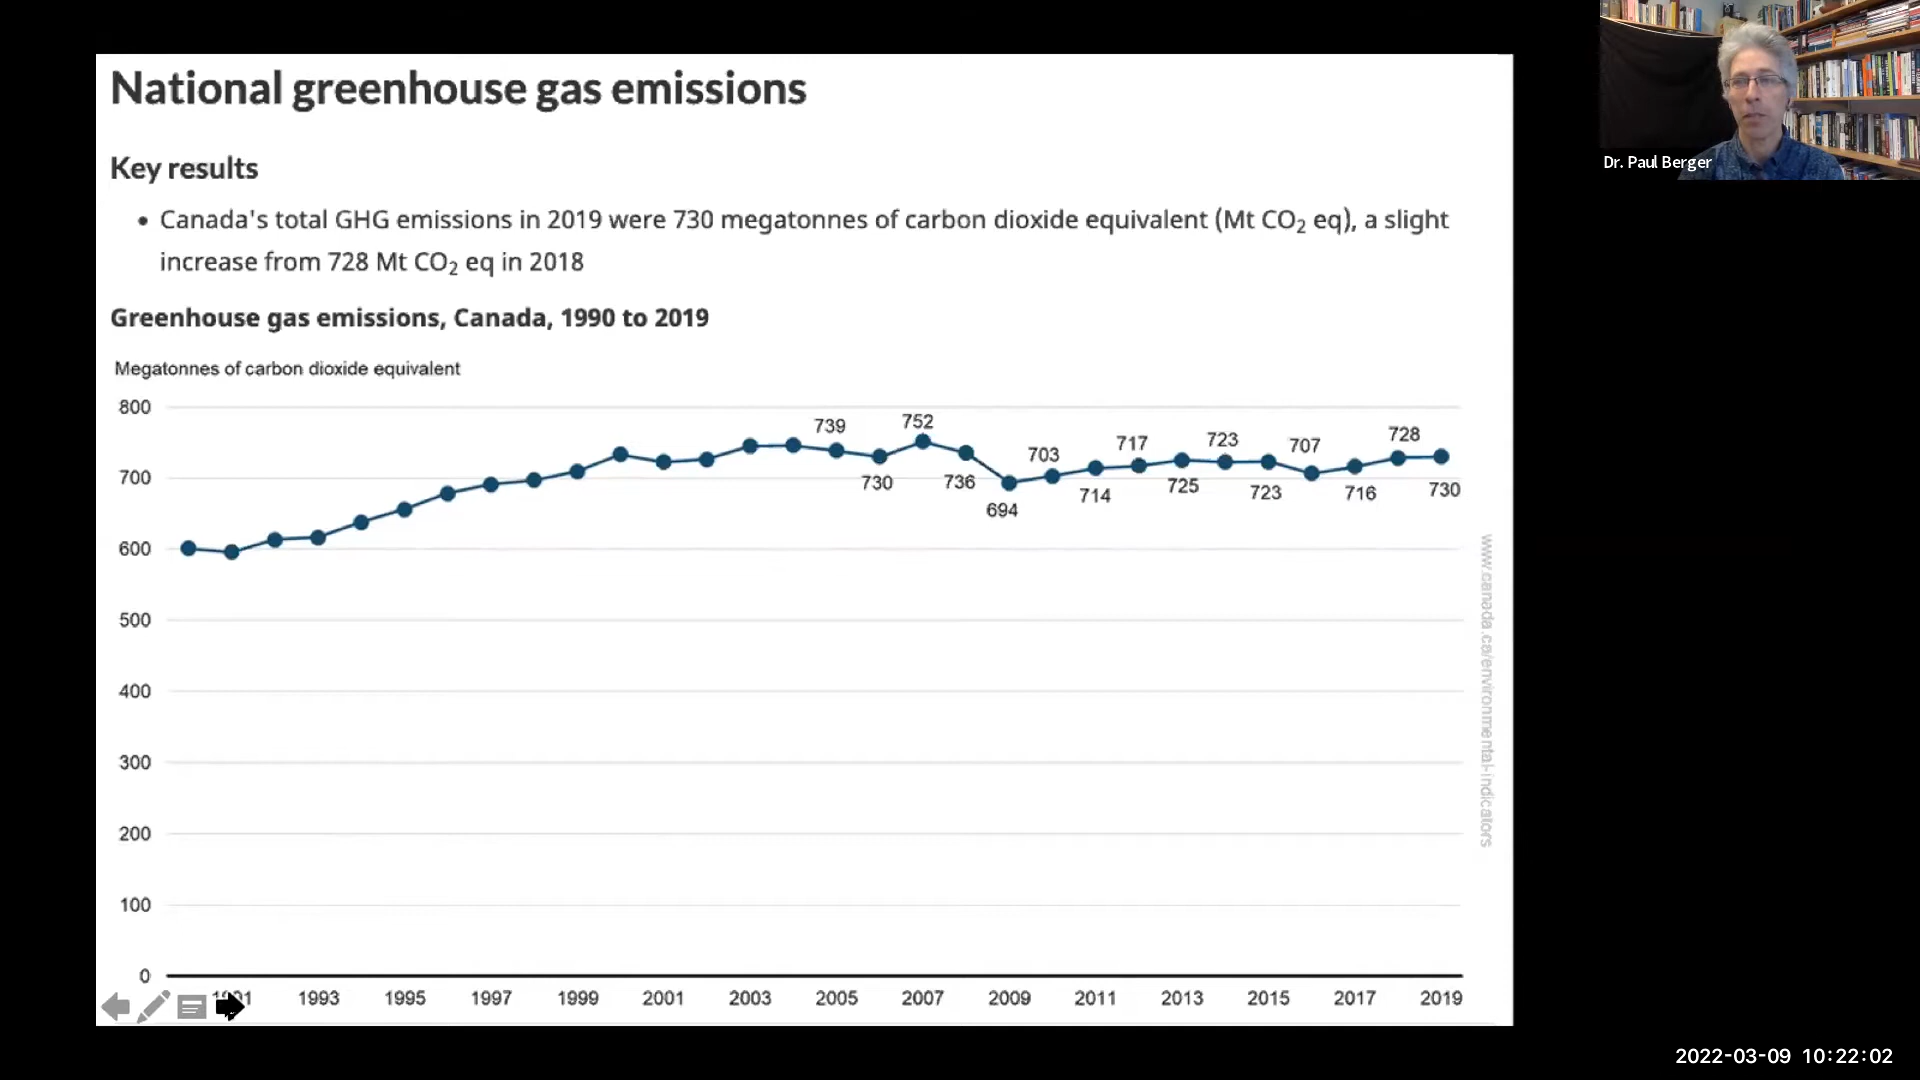 National greenhouse gas emissions
Key results
• Canada's total GHG emissions in 2019 were 730 megatonnes of carbon dioxide equivalent (Mt CO₂ eq), a slight
increase from 728 Mt CO₂ eq in 2018
Greenhouse gas emissions, Canada, 1990 to 2019
Megatonnes of carbon dioxide equivalent
800
700
600
500
400
300
200
100
0
739
730
752
736
694
703
714
717
725
723
723
707
716
728
730
1993 1995 1997 1999 2001 2003 2005 2007 2009 2011 2013 2015 2017 2019
www.canada.ca/environmental-indicators
Dr. Paul Berger
2022-03-09 10:22:02